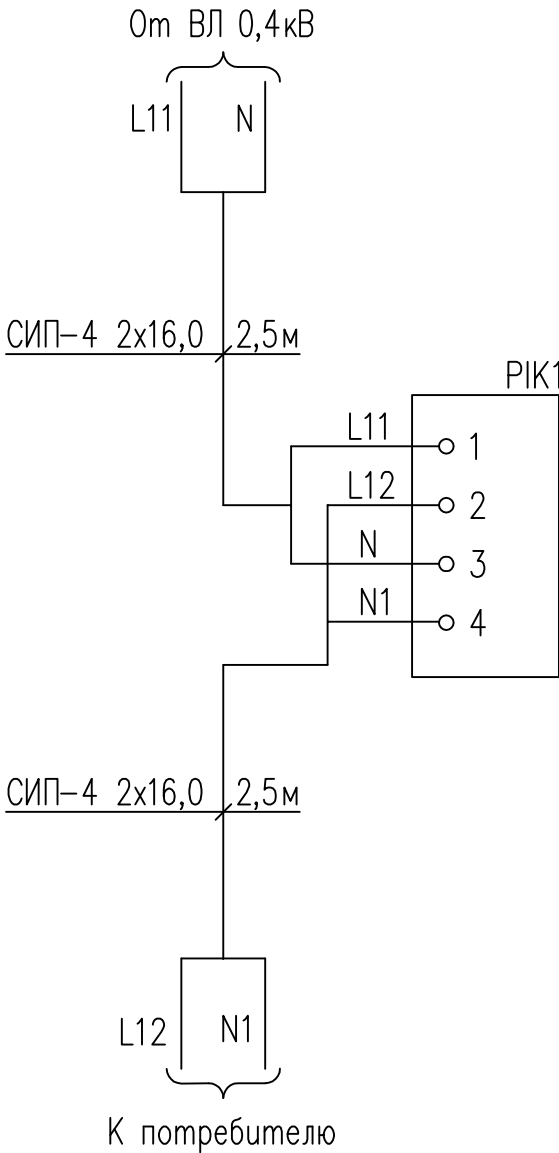 От ВЛ 0,4кВ
L11 N
СИП-4 2х16,0 2,5м
PIK1
L11 1
L12 2
N 3
N1 4
СИП-4 2х16,0 2,5м
L12 N1
К потребителю